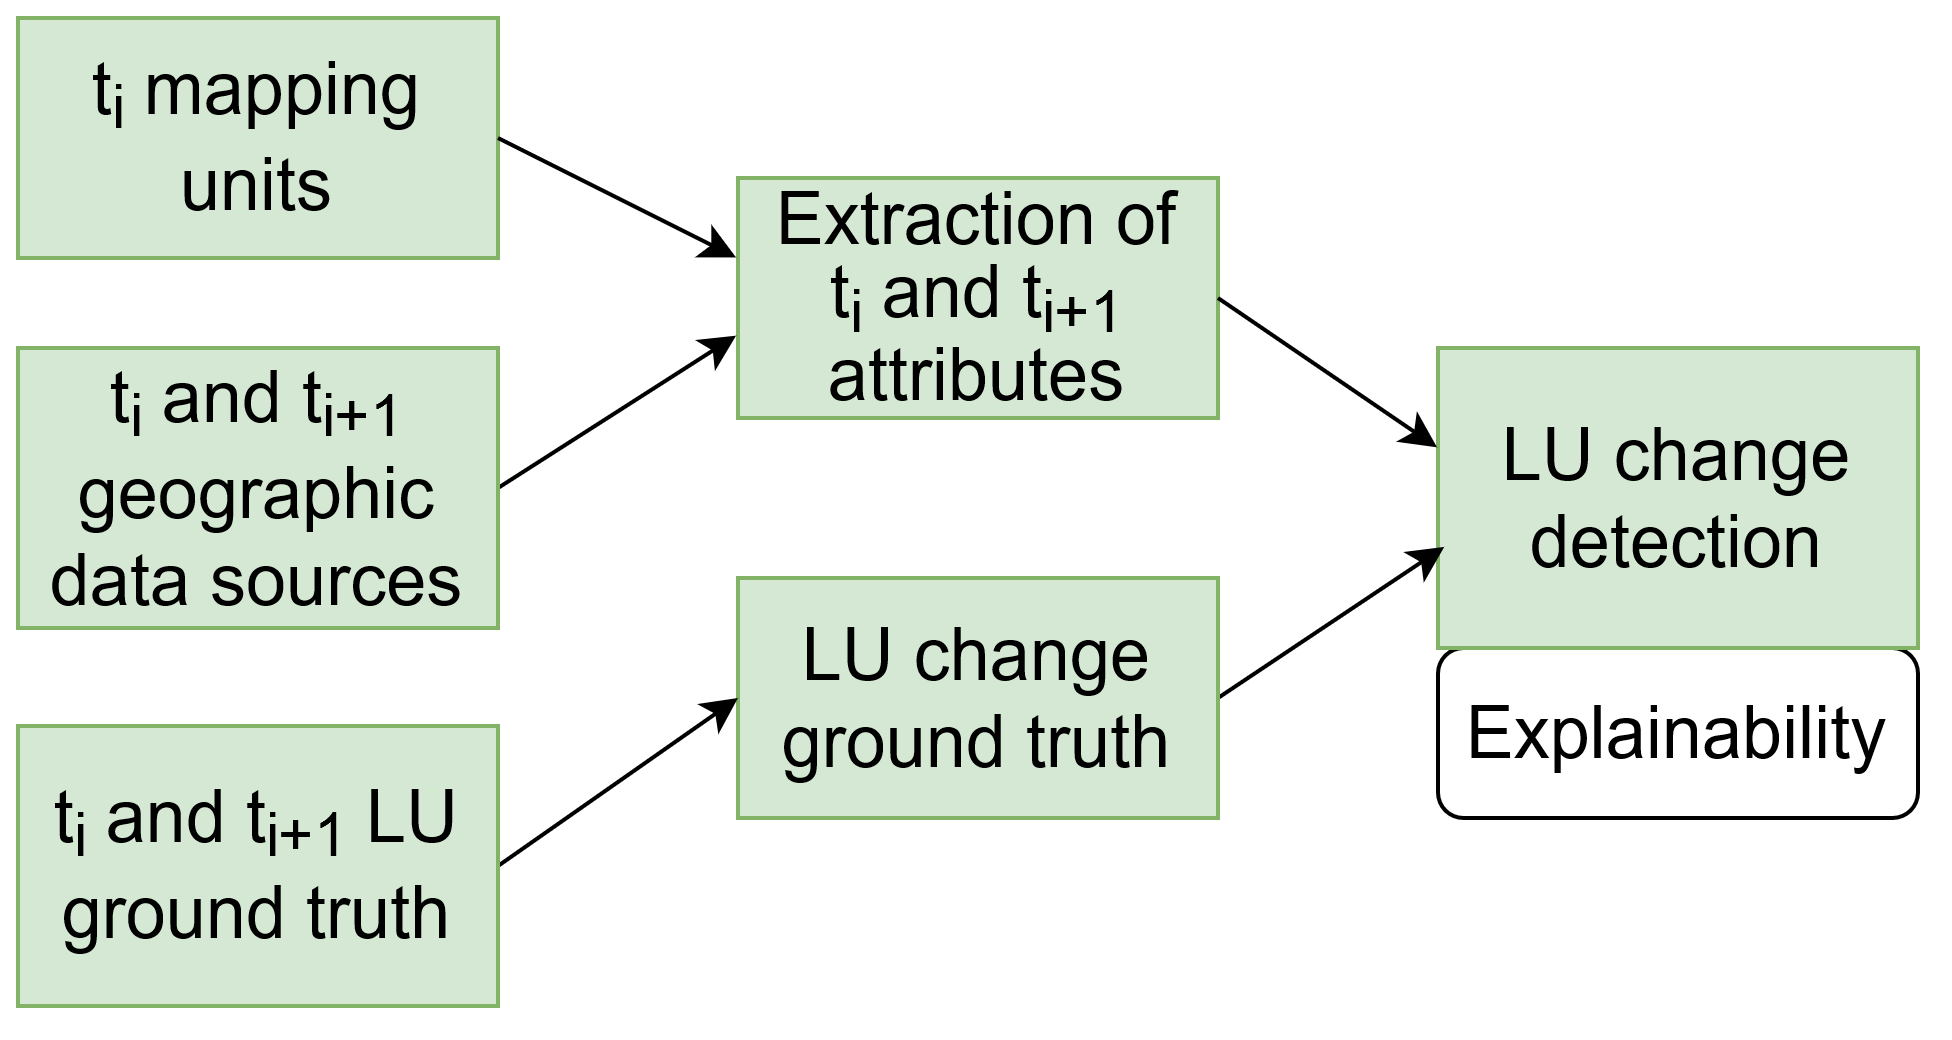 tᵢ mapping
units
tᵢ and tᵢ₊₁
geographic
data sources
tᵢ and tᵢ₊₁ LU
ground truth
Extraction of
tᵢ and tᵢ₊₁
attributes
LU change
ground truth
LU change
detection
Explainability